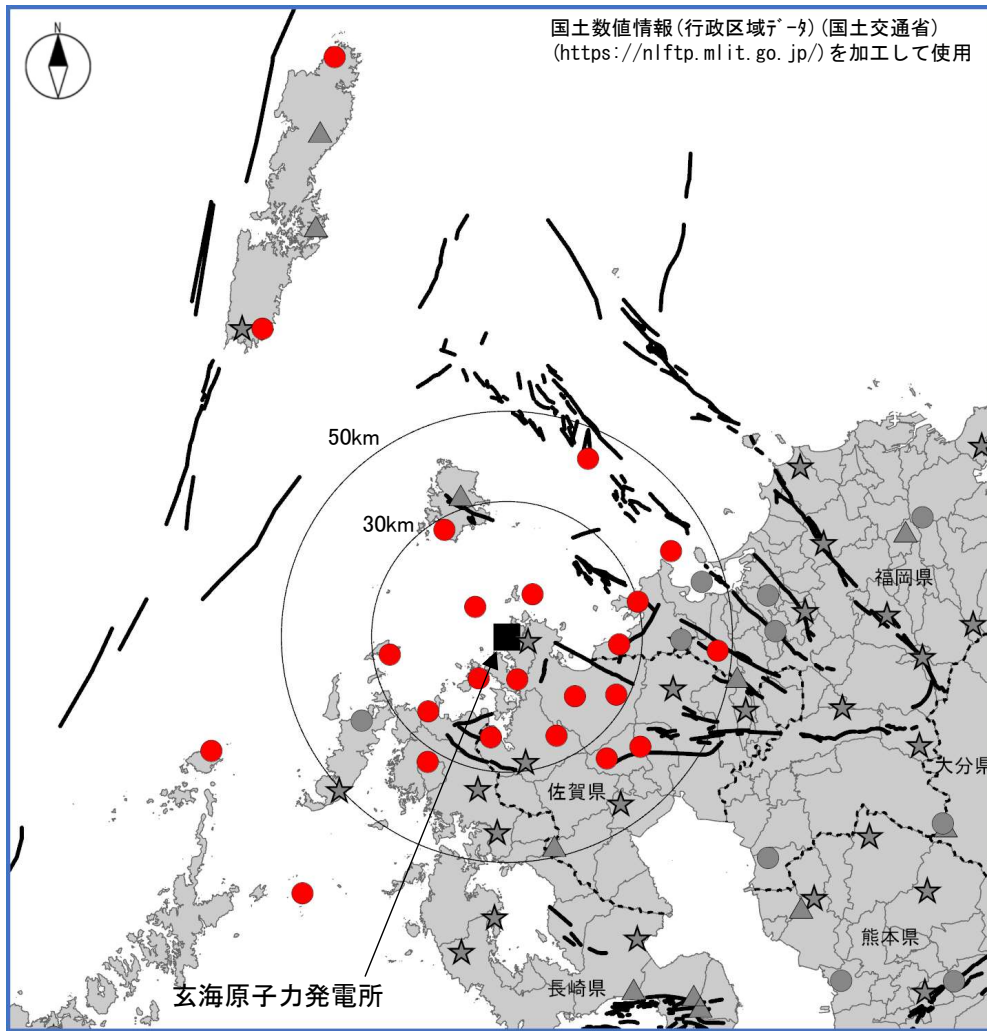 国土数値情報(行政区域ﾃﾞｰﾀ)(国土交通省)
(https://nlftp.mlit.go.jp/)を加工して使用
N
50km
30km
福岡県
大分県
佐賀県
熊本県
長崎県
玄海原子力発電所